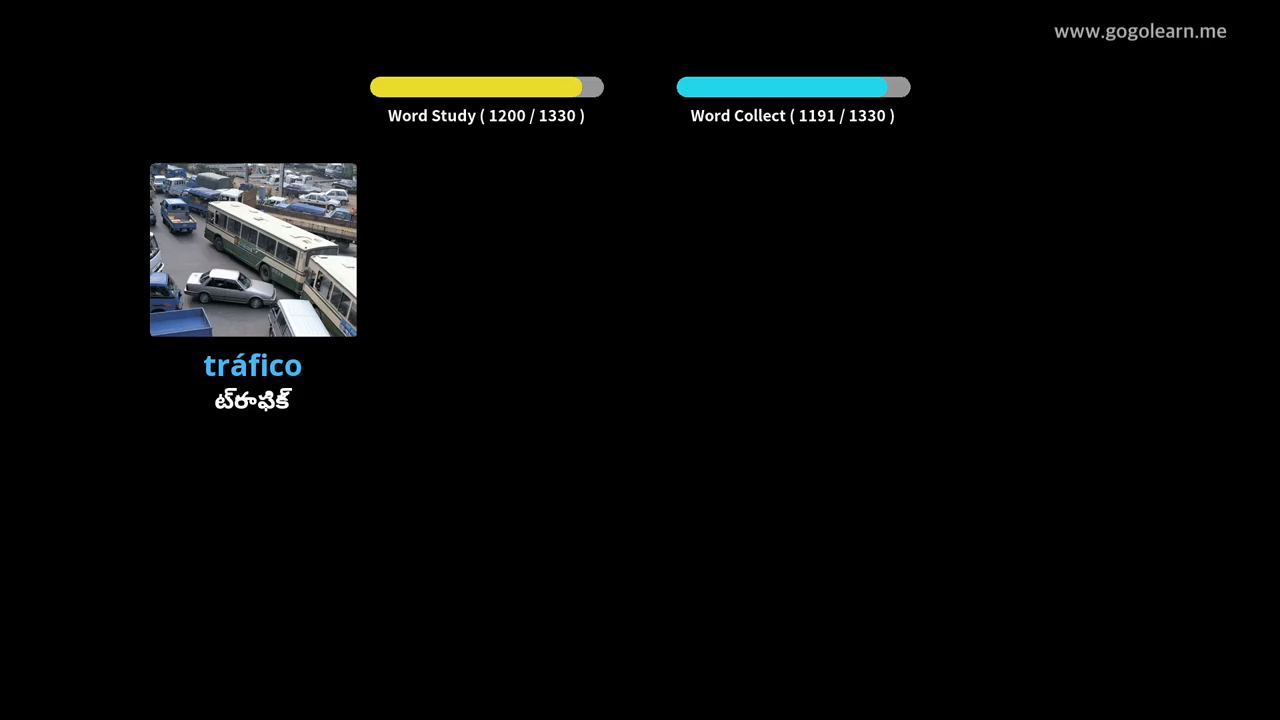 www.gogolearn.me
Word Study ( 1200 / 1330 )
Word Collect ( 1191 / 1330 )
tráfico
ట్‌రాఫిక్